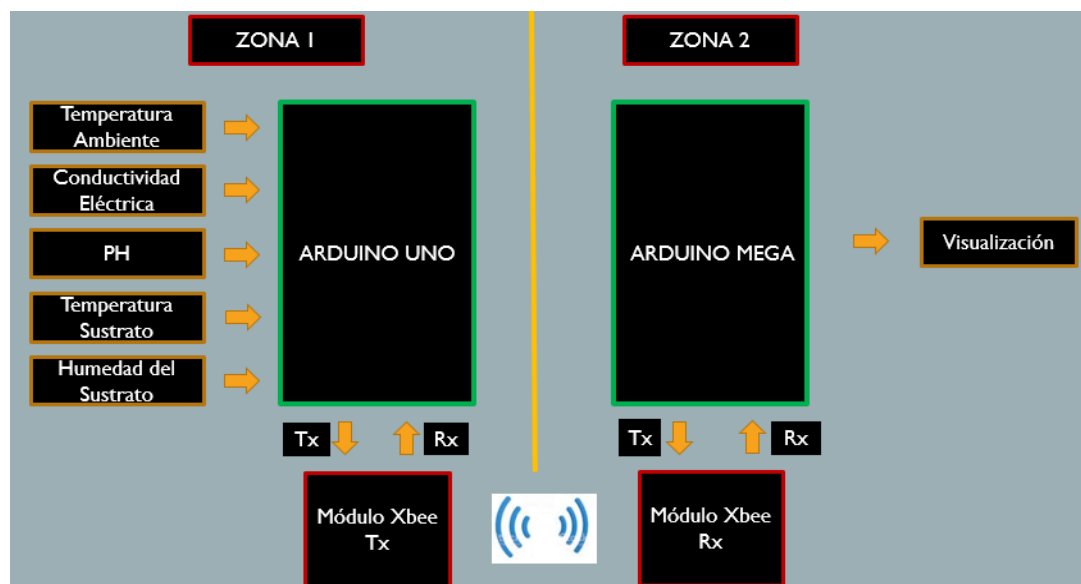 ZONA 1
ZONA 2
Temperatura
Ambiente
Conductividad
Eléctrica
PH
Temperatura
Sustrato
Humedad del
Sustrato
ARDUINO UNO
ARDUINO MEGA
Visualización
Tx
Rx
Tx
Rx
Módulo Xbee
Tx
Módulo Xbee
Rx